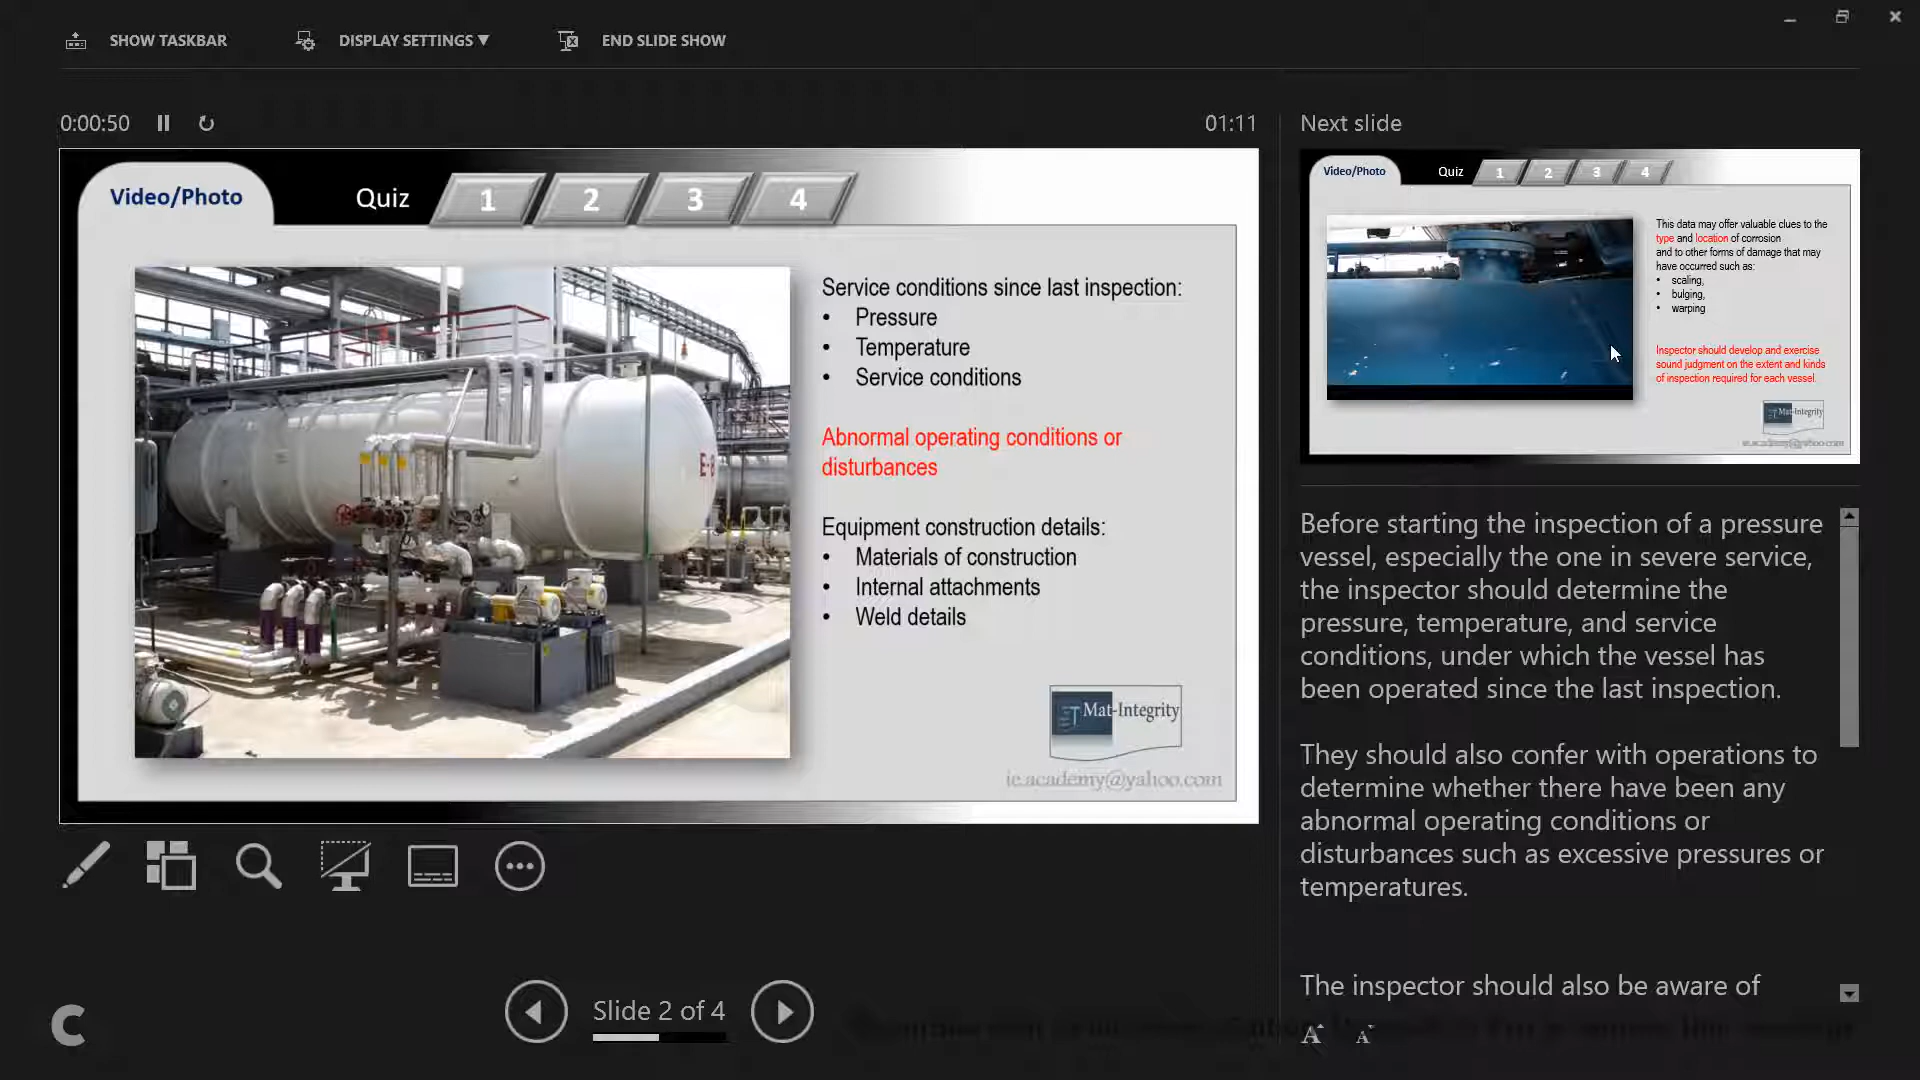 SHOW TASKBAR
DISPLAY SETTINGS ▼
END SLIDE SHOW
0:00:50
01:11
Next slide
Video/Photo
Quiz
1
2
3
4
Service conditions since last inspection:
• Pressure
• Temperature
• Service conditions
Abnormal operating conditions or
disturbances
Equipment construction details:
• Materials of construction
• Internal attachments
• Weld details
Mat-Integrity
ie.academy@yahoo.com
Video/Photo
Quiz
1
2
3
4
This data may offer valuable clues to the
type and location of corrosion
and to other forms of damage that may
have occurred such as:
• scaling,
• bulging,
• warping
Inspector should develop and exercise
sound judgment on the extent and kinds
of inspection required for each vessel.
Mat-Integrity
ie.academy@yahoo.com
Before starting the inspection of a pressure
vessel, especially the one in severe service,
the inspector should determine the
pressure, temperature, and service
conditions, under which the vessel has
been operated since the last inspection.
They should also confer with operations to
determine whether there have been any
abnormal operating conditions or
disturbances such as excessive pressures or
temperatures.
The inspector should also be aware of
Slide 2 of 4
A A